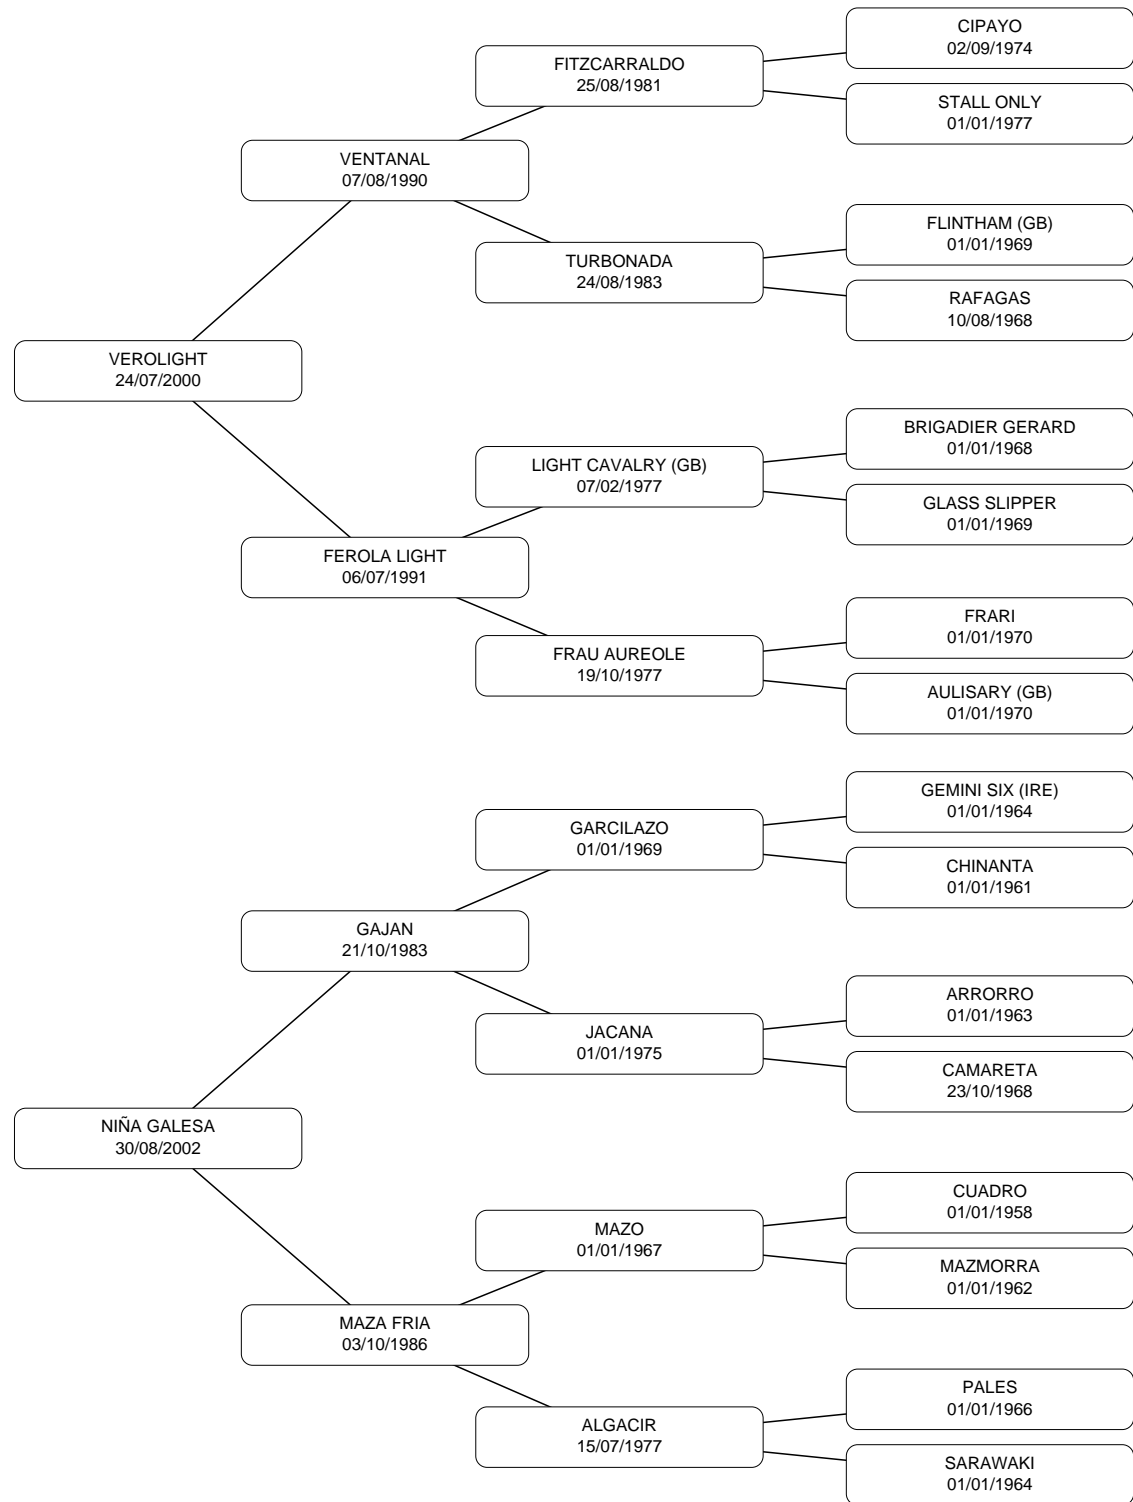 CIPAYO
02/09/1974
FITZCARRALDO
25/08/1981
STALL ONLY
01/01/1977
VENTANAL
07/08/1990
FLINTHAM (GB)
01/01/1969
TURBONADA
24/08/1983
RAFAGAS
10/08/1968
VEROLIGHT
24/07/2000
BRIGADIER GERARD
01/01/1968
LIGHT CAVALRY (GB)
07/02/1977
GLASS SLIPPER
01/01/1969
FEROLA LIGHT
06/07/1991
FRARI
01/01/1970
FRAU AUREOLE
19/10/1977
AULISARY (GB)
01/01/1970
GEMINI SIX (IRE)
01/01/1964
GARCILAZO
01/01/1969
CHINANTA
01/01/1961
GAJAN
21/10/1983
ARRORRO
01/01/1963
JACANA
01/01/1975
CAMARETA
23/10/1968
NIÑA GALESA
30/08/2002
CUADRO
01/01/1958
MAZO
01/01/1967
MAZMORRA
01/01/1962
MAZA FRIA
03/10/1986
PALES
01/01/1966
ALGACIR
15/07/1977
SARAWAKI
01/01/1964